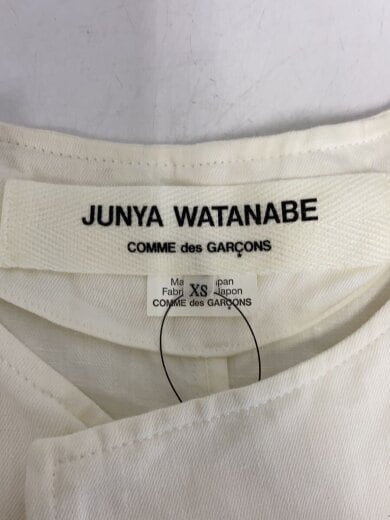 JUNYA WATANABE
COMME des GARÇONS
XS
COMME des GARÇONS